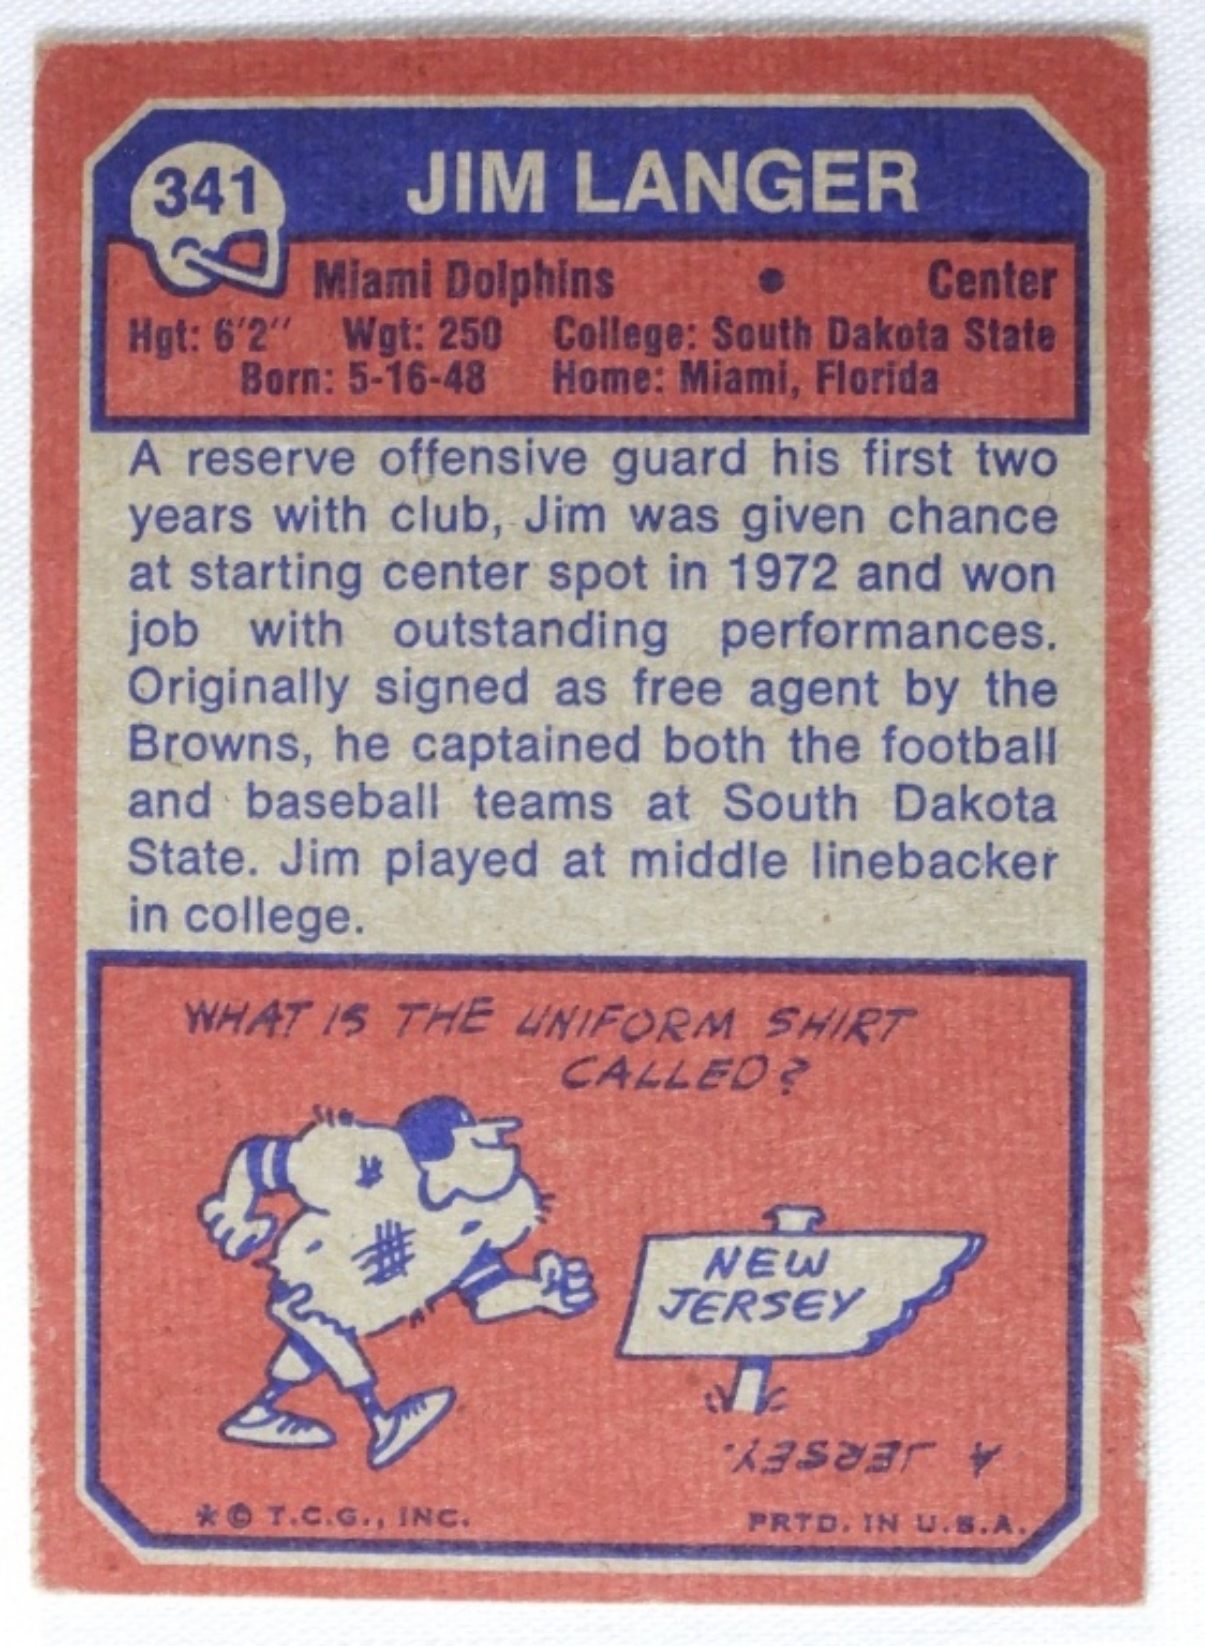 341
JIM LANGER
Miami Dolphins • Center
Hgt: 6'2" Wgt: 250 College: South Dakota State
Born: 5-16-48 Home: Miami, Florida
A reserve offensive guard his first two
years with club, Jim was given chance
at starting center spot in 1972 and won
job with outstanding performances.
Originally signed as free agent by the
Browns, he captained both the football
and baseball teams at South Dakota
State. Jim played at middle linebacker
in college.
WHAT IS THE UNIFORM SHIRT
CALLED?
NEW
JERSEY
A JERSEY.
*© T.C.G., INC. PRTD. IN U.S.A.